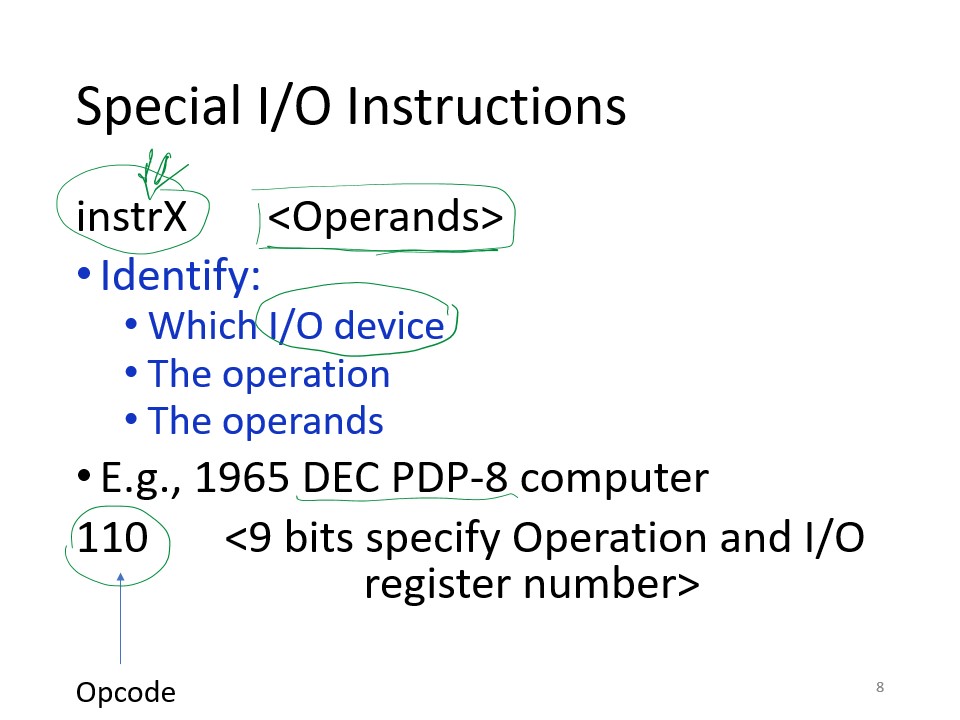 Special I/O Instructions
IO
instrX <Operands>
• Identify:
• Which I/O device
• The operation
• The operands
• E.g., 1965 DEC PDP-8 computer
110 <9 bits specify Operation and I/O
register number>
Opcode
8